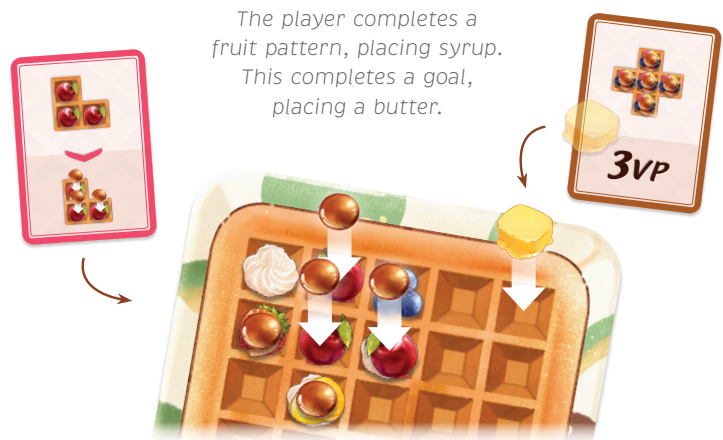 The player completes a
fruit pattern, placing syrup.
This completes a goal,
placing a butter.
3VP